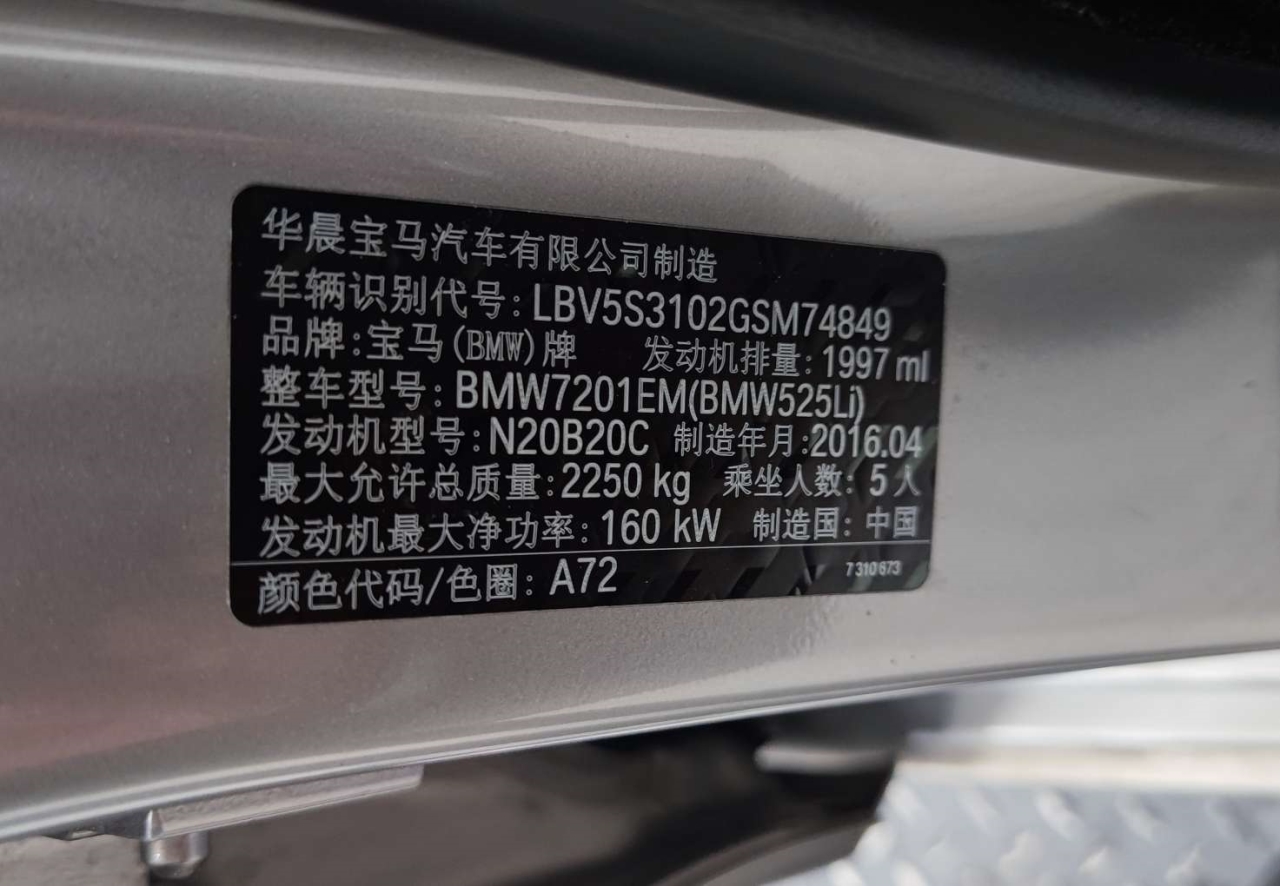 华晨宝马汽车有限公司制造
车辆识别代号: LBV5S3102GSM74849
品牌:宝马(BMW)牌 发动机排量: 1997 ml
整车型号: BMW7201EM(BMW525Li)
发动机型号:N20B20C 制造年月:2016.04
最大允许总质量:2250 kg 乘坐人数: 5人
发动机最大净功率: 160 kW 制造国: 中国
颜色代码/色圈: A72 7310673